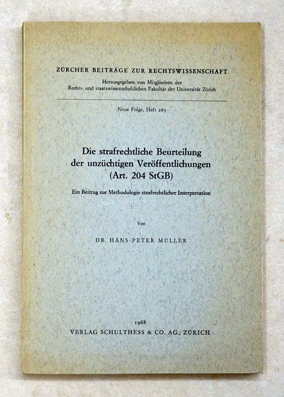 ZÜRCHER BEITRÄGE ZUR RECHTSWISSENSCHAFT
Herausgegeben von Mitgliedern der
Rechts- und staatswissenschaftlichen Fakultät der Universität Zürich
Neue Folge, Heft
Die strafrechtliche Beurteilung
der unzüchtigen Veröffentlichungen
(Art. 204 StGB)
Ein Beitrag zur Methodologie strafrechtlicher Interpretation
Von
DR. HANS-PETER MÜLLER
1968
VERLAG SCHULTHESS & CO. AG., ZÜRICH